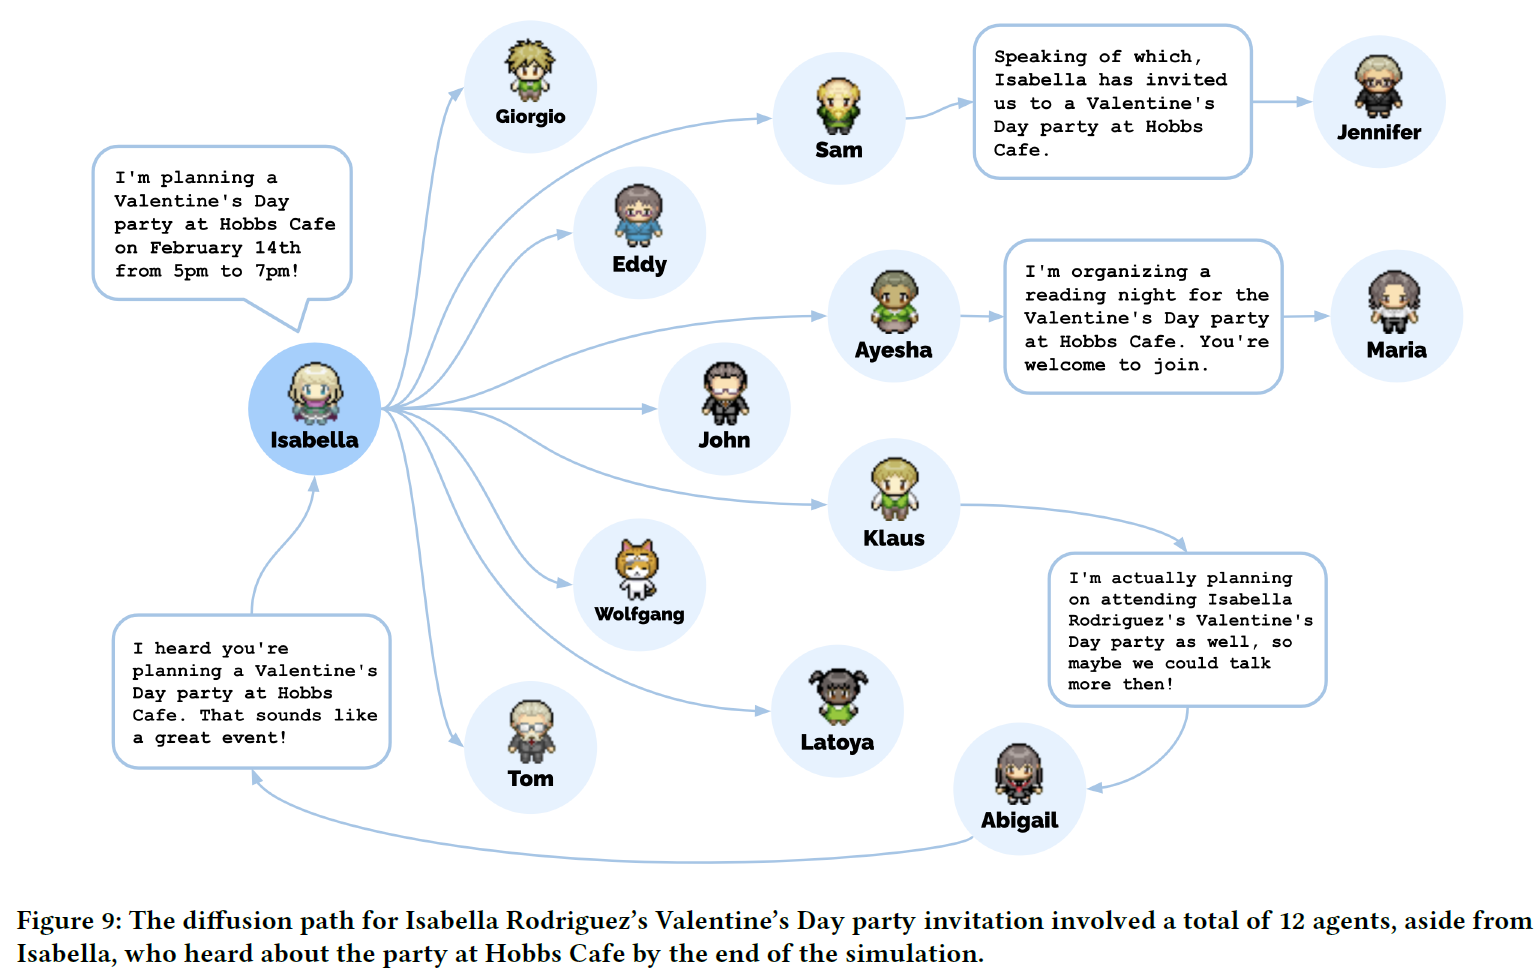 Giorgio
Sam
Speaking of which,
Isabella has invited
us to a Valentine's
Day party at Hobbs
Cafe.
Jennifer
I'm planning a
Valentine's Day
party at Hobbs Cafe
on February 14th
from 5pm to 7pm!
Eddy
Ayesha
I'm organizing a
reading night for the
Valentine's Day party
at Hobbs Cafe. You're
welcome to join.
Maria
Isabella
John
Klaus
Wolfgang
I'm actually planning
on attending Isabella
Rodriguez's Valentine's
Day party as well, so
maybe we could talk
more then!
I heard you're
planning a Valentine's
Day party at Hobbs
Cafe. That sounds like
a great event!
Tom
Latoya
Abigail
Figure 9: The diffusion path for Isabella Rodriguez’s Valentine’s Day party invitation involved a total of 12 agents, aside from
Isabella, who heard about the party at Hobbs Cafe by the end of the simulation.